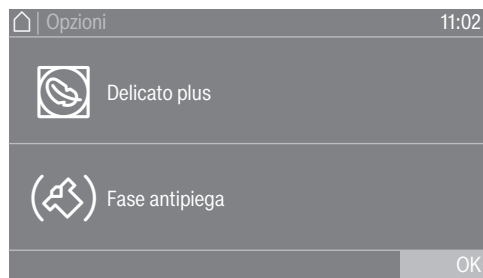 | Opzioni 11:02
Delicato plus
Fase antipiega
OK